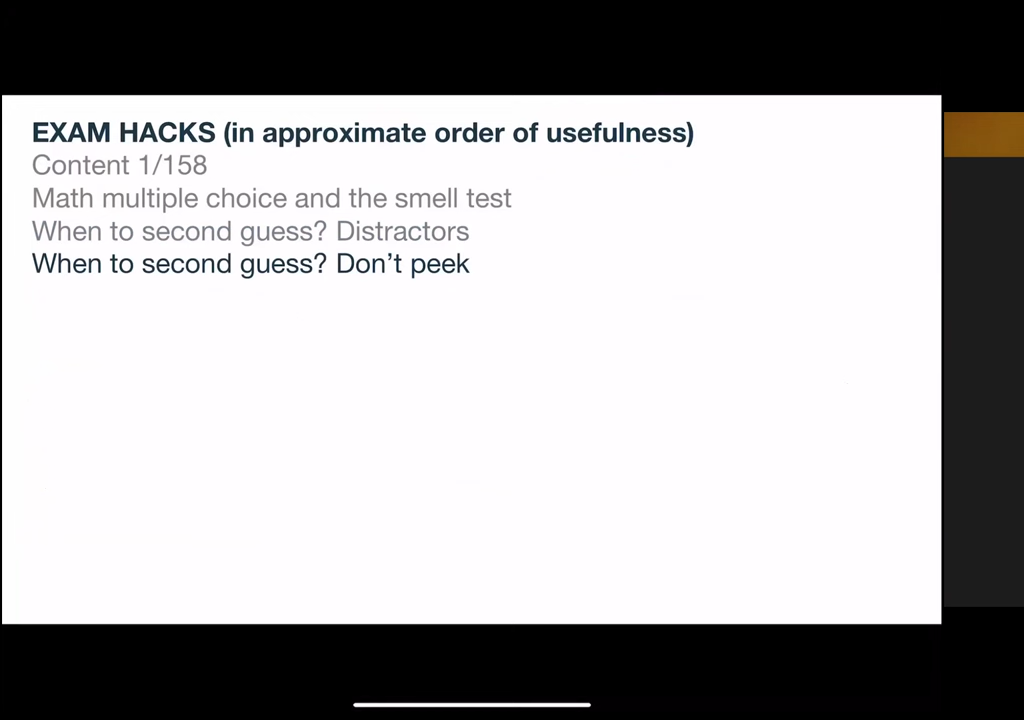 EXAM HACKS (in approximate order of usefulness)
Content 1/158
Math multiple choice and the smell test
When to second guess? Distractors
When to second guess? Don’t peek